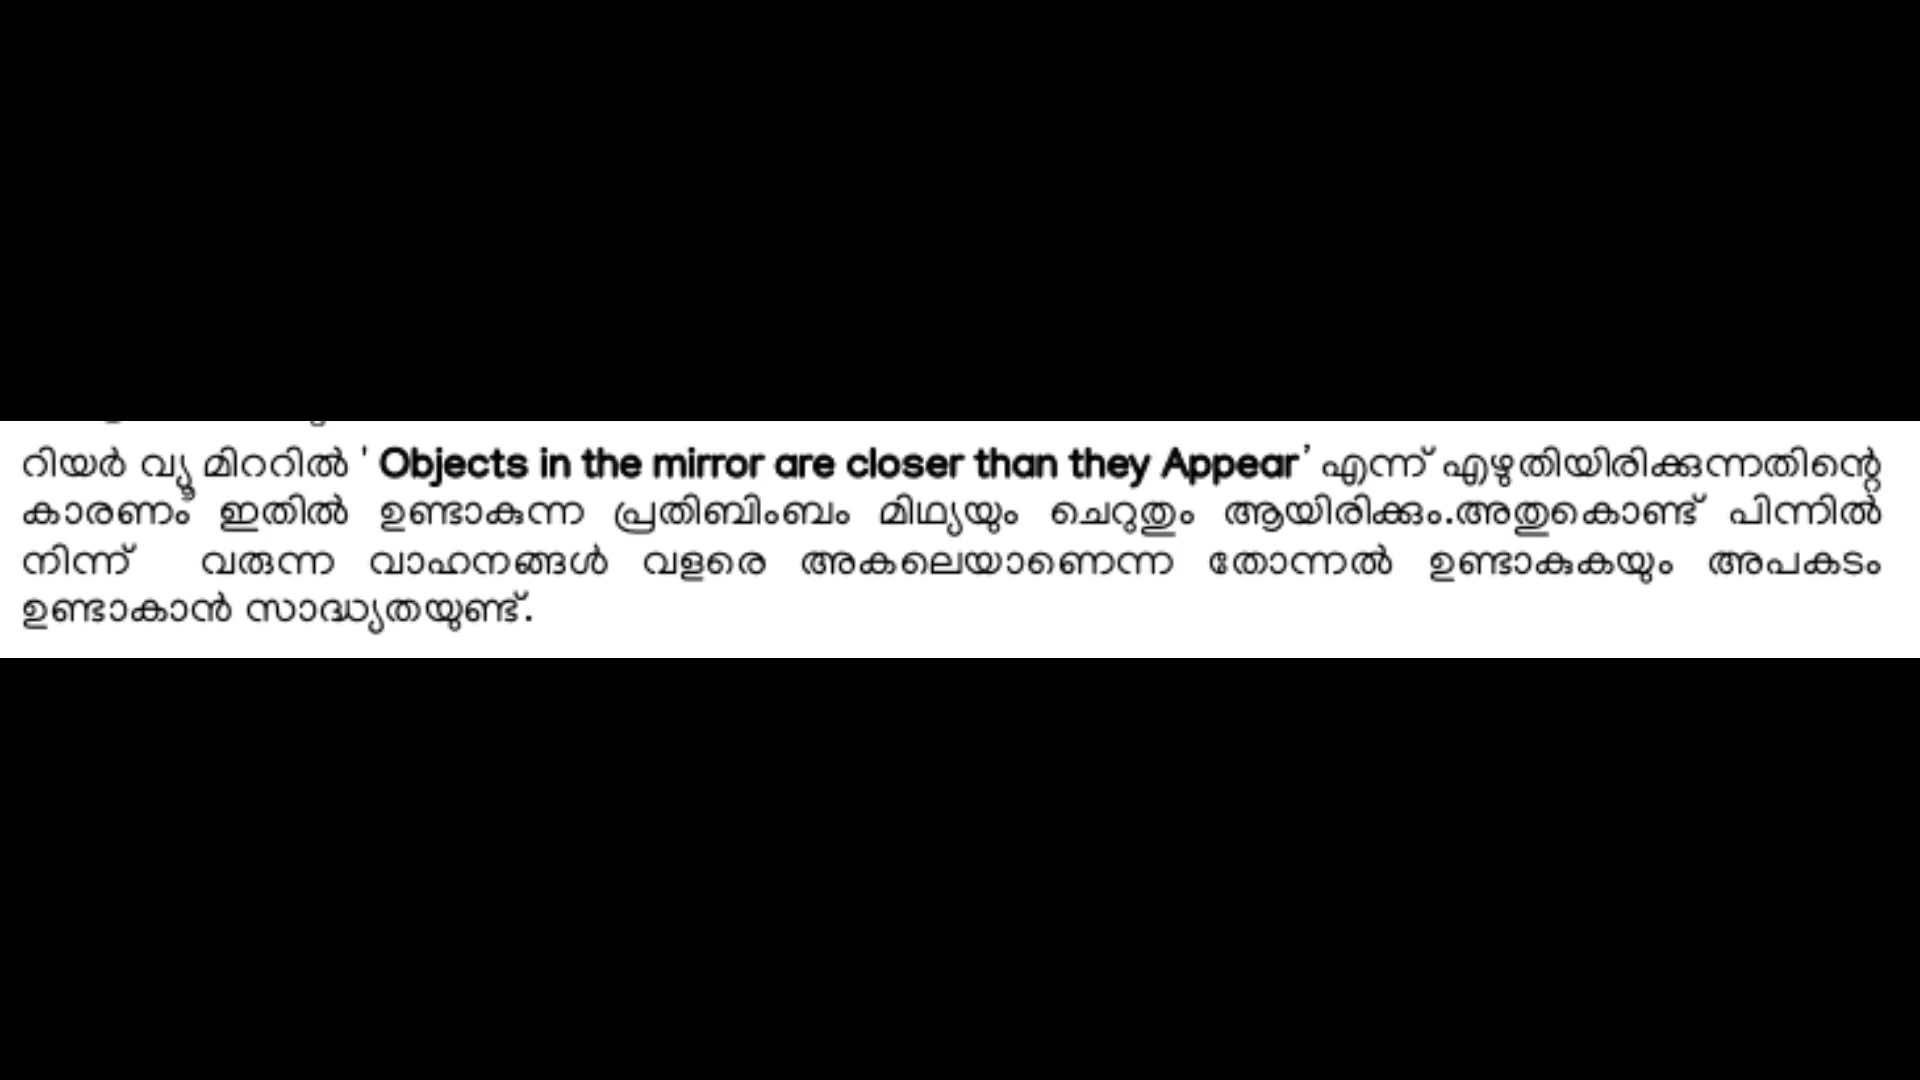 റിയർ വ്യൂ മിററിൽ ' Objects in the mirror are closer than they Appear' എന്ന് എഴുതിയിരിക്കുന്നതിന്റെ
കാരണം ഇതിൽ ഉണ്ടാകുന്ന പ്രതിബിംബം മിഥ്യയും ചെറുതും ആയിരിക്കും.അതുകൊണ്ട് പിന്നിൽ
നിന്ന് വരുന്ന വാഹനങ്ങൾ വളരെ അകലെയാണെന്ന തോന്നൽ ഉണ്ടാകുകയും അപകടം
ഉണ്ടാകാൻ സാദ്ധ്യതയുണ്ട്.